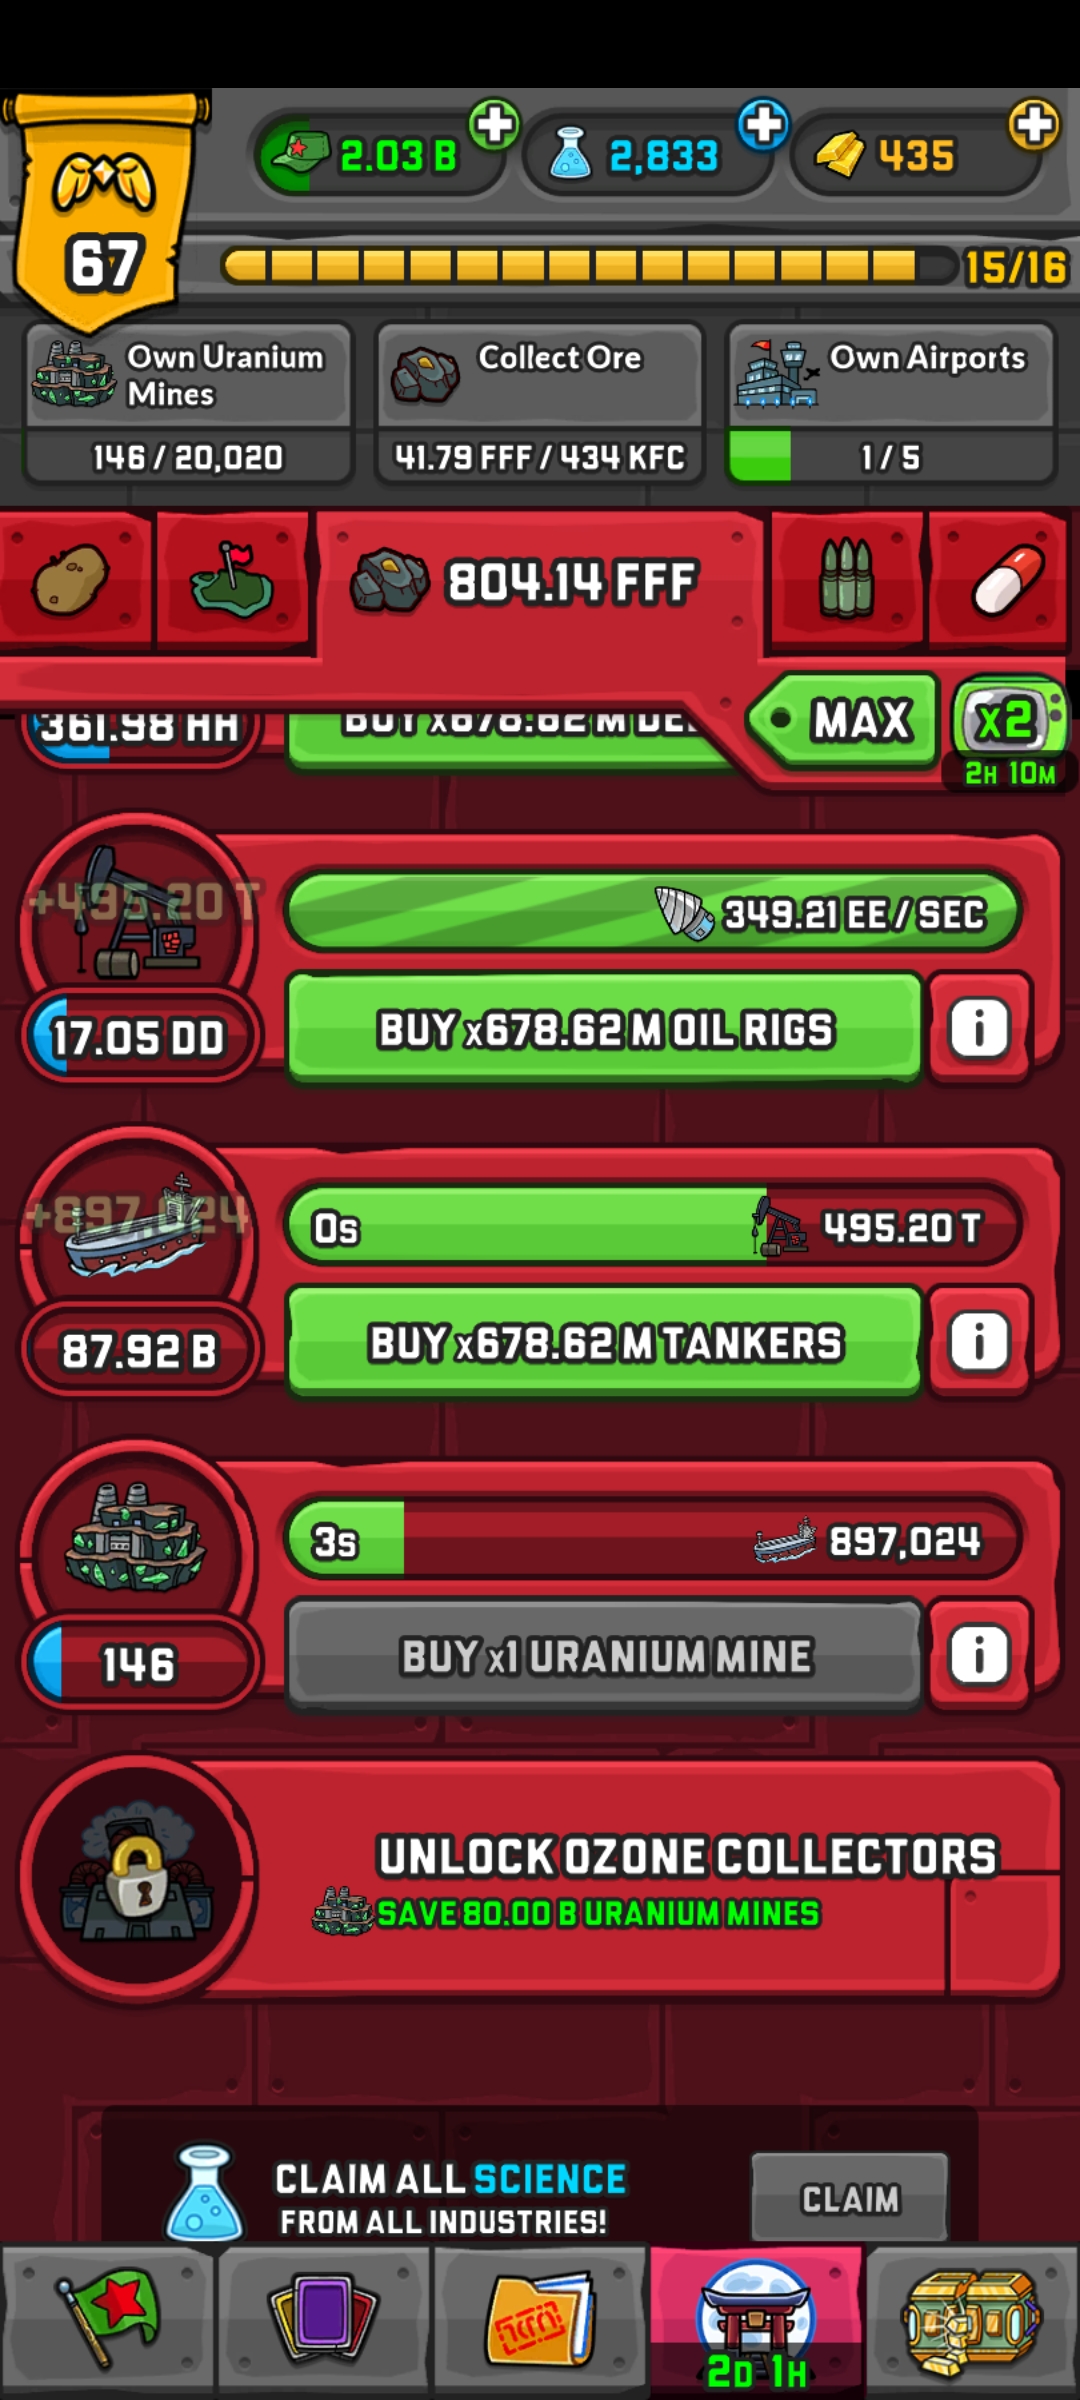 2.03 B
2,833
435
67
15/16
Own Uranium
Mines
146 / 20,020
Collect Ore
41.79 FFF / 434 KFC
Own Airports
1 / 5
804.14 FFF
MAX
x2
2H 10M
361.98 HH
BUY x678.62 M DE
+495.20 T
349.21 EE / SEC
17.05 DD
BUY x678.62 M OIL RIGS
i
+897,024
0s
495.20 T
87.92 B
BUY x678.62 M TANKERS
i
3s
897,024
146
BUY x1 URANIUM MINE
i
UNLOCK OZONE COLLECTORS
SAVE 80.00 B URANIUM MINES
CLAIM ALL SCIENCE
FROM ALL INDUSTRIES!
CLAIM
2D 1H